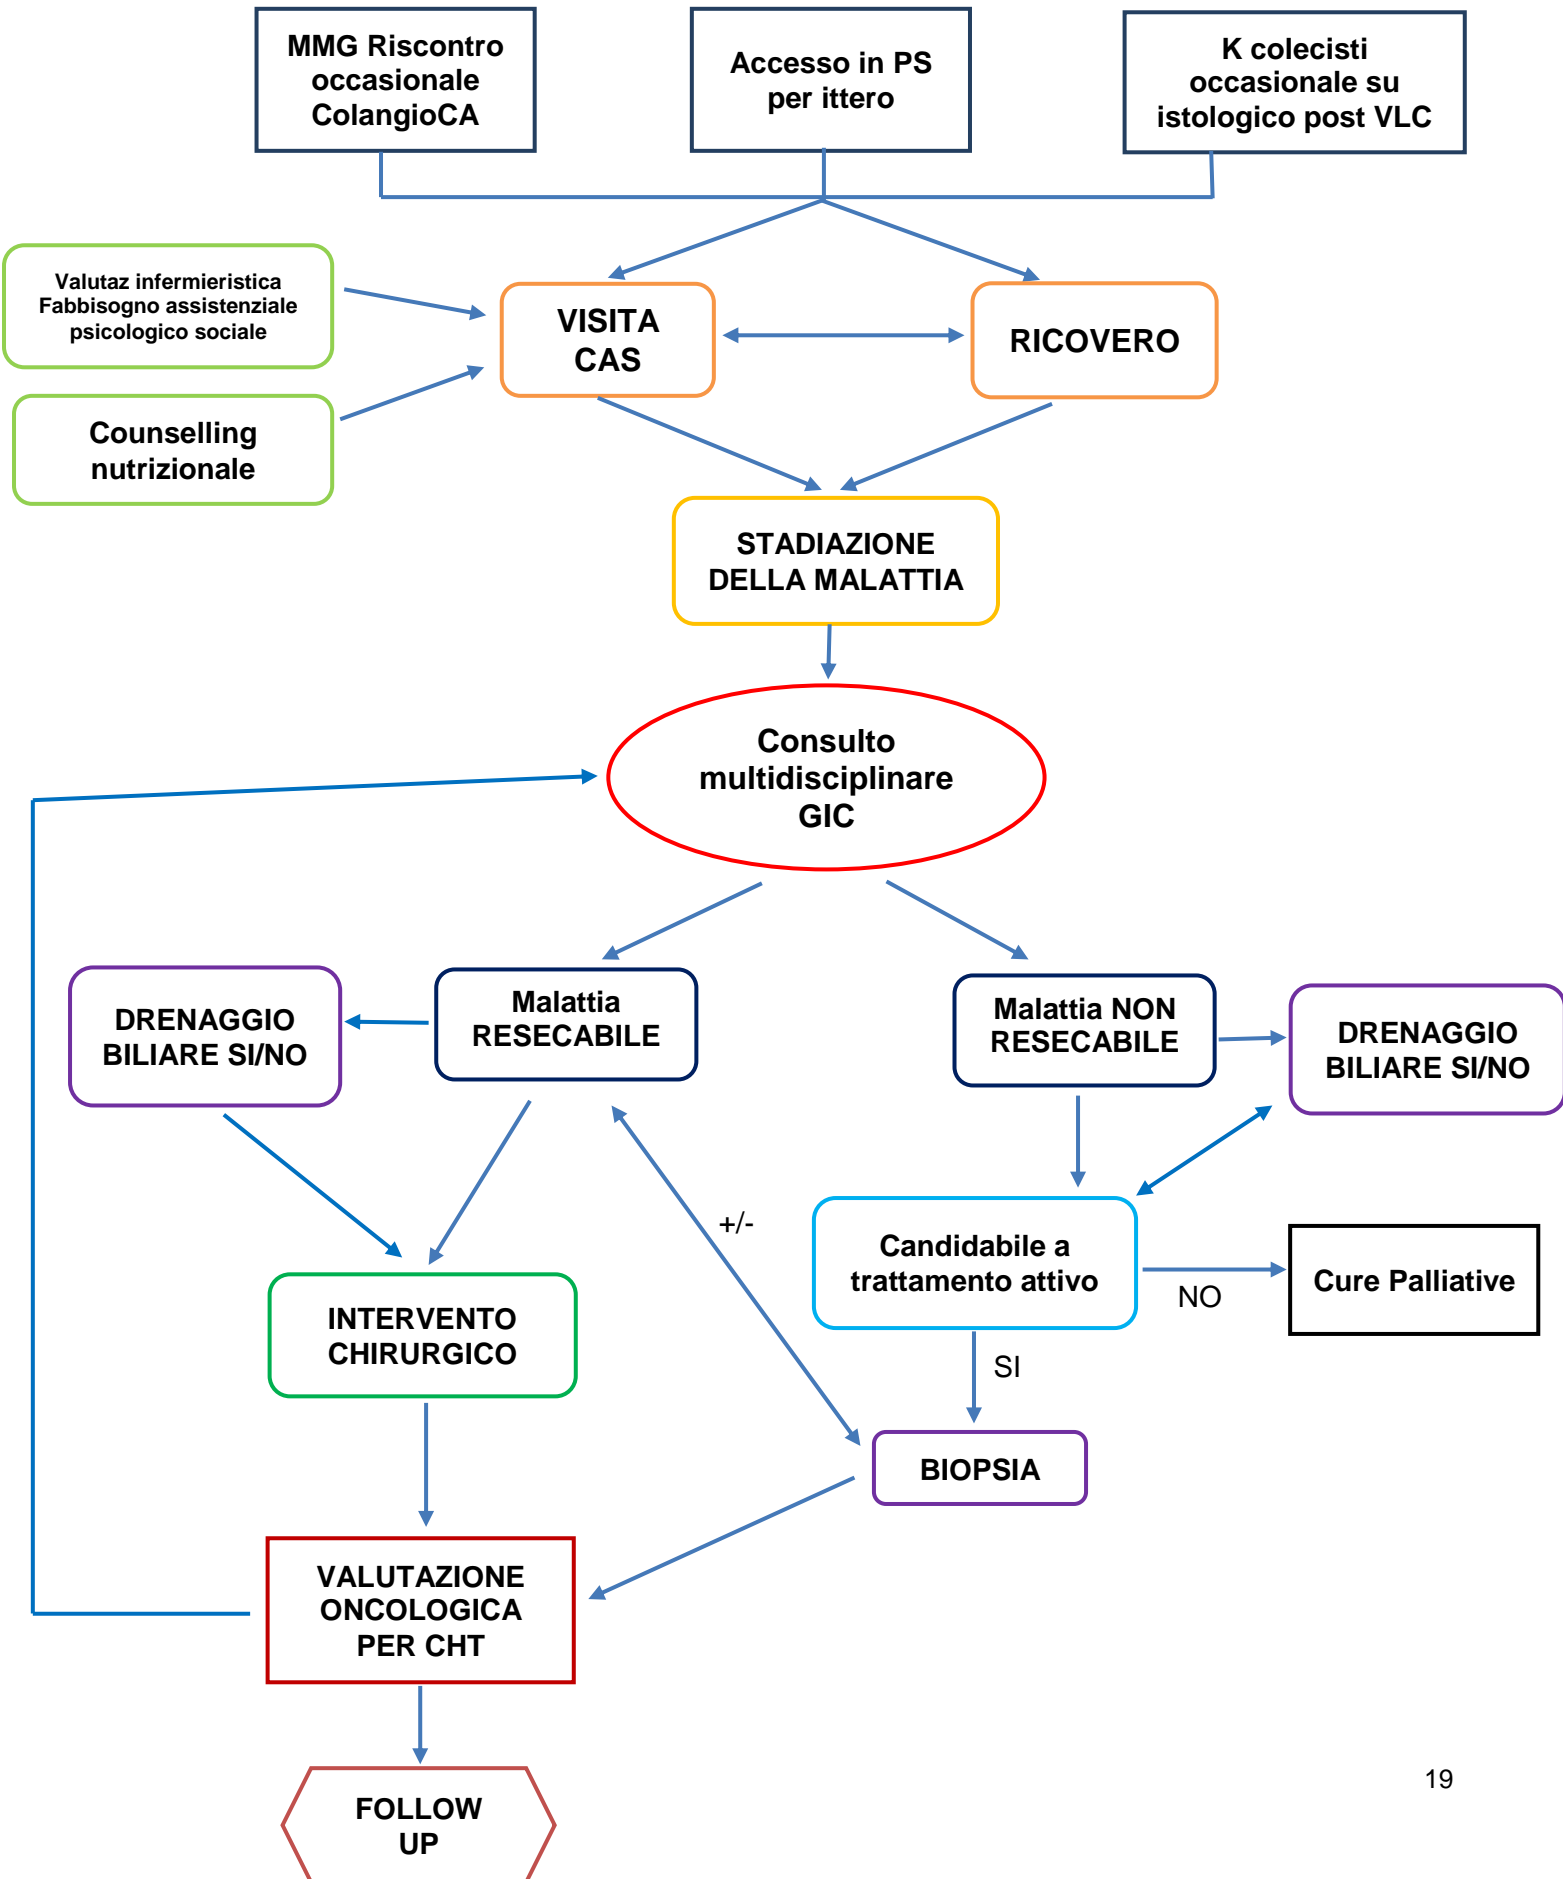 MMG Riscontro
occasionale
ColangioCA
Accesso in PS
per ittero
K colecisti
occasionale su
istologico post VLC
Valutaz infermieristica
Fabbisogno assistenziale
psicologico sociale
VISITA
CAS
RICOVERO
Counselling
nutrizionale
STADIAZIONE
DELLA MALATTIA
Consulto
multidisciplinare
GIC
DRENAGGIO
BILIARE SI/NO
Malattia
RESECABILE
Malattia NON
RESECABILE
DRENAGGIO
BILIARE SI/NO
+/-
Candidabile a
trattamento attivo
NO
Cure Palliative
INTERVENTO
CHIRURGICO
SI
BIOPSIA
VALUTAZIONE
ONCOLOGICA
PER CHT
FOLLOW
UP
19